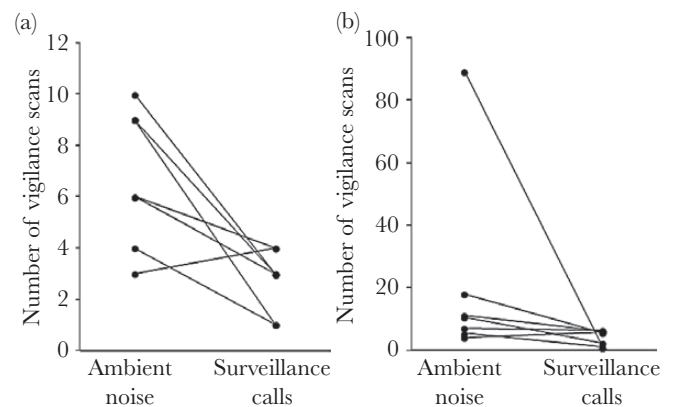 (a)
12
10
8
6
4
2
0
Number of vigilance scans
Ambient
noise
Surveillance
calls
(b)
100
80
60
40
20
0
Number of vigilance scans
Ambient
noise
Surveillance
calls